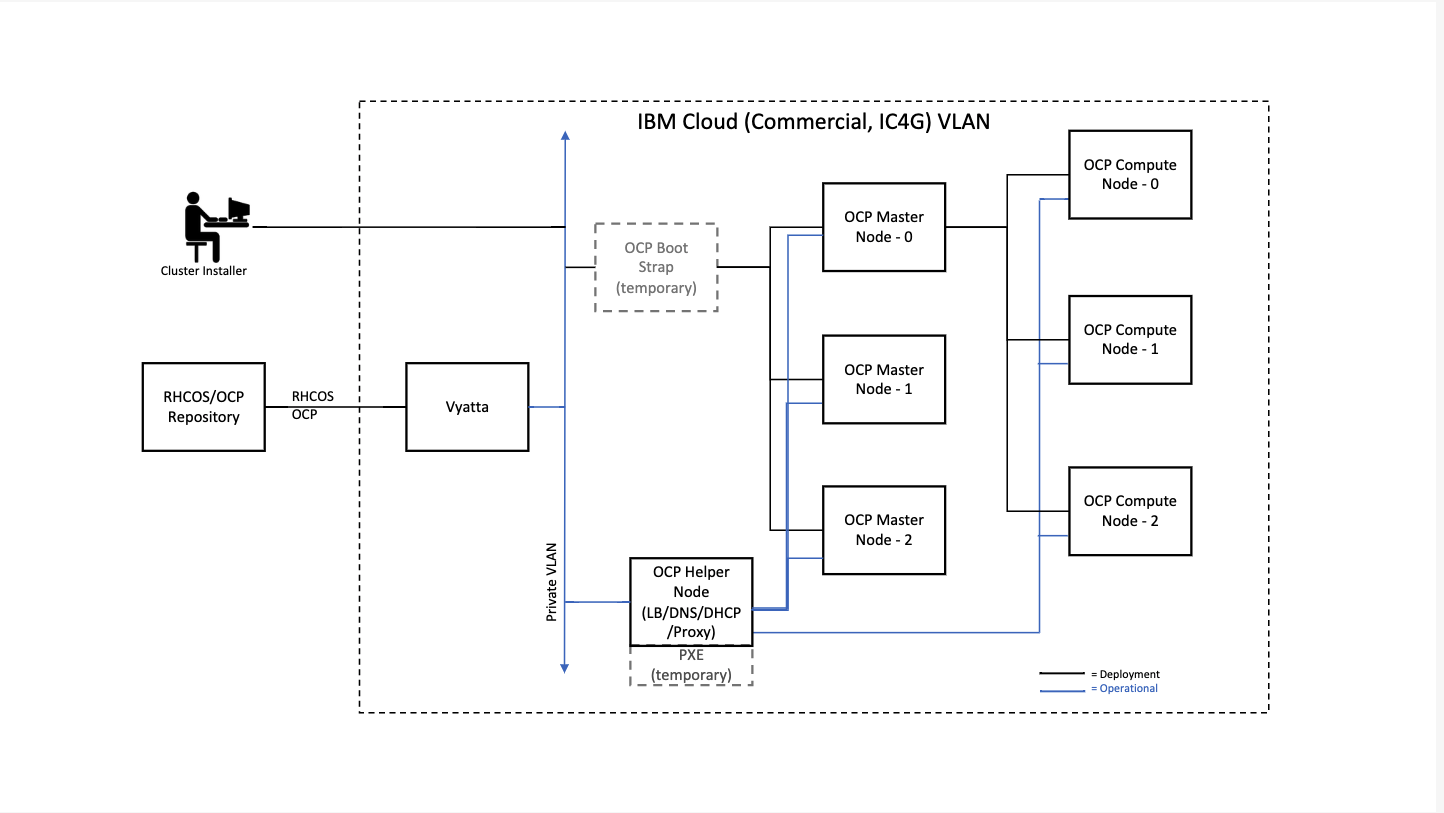 IBM Cloud (Commercial, IC4G) VLAN
Cluster Installer
RHCOS/OCP
Repository
RHCOS
OCP
Vyatta
Private VLAN
OCP Boot
Strap
(temporary)
OCP Helper
Node
(LB/DNS/DHCP
/Proxy)
PXE
(temporary)
OCP Master
Node - 0
OCP Master
Node - 1
OCP Master
Node - 2
OCP Compute
Node - 0
OCP Compute
Node - 1
OCP Compute
Node - 2
= Deployment
= Operational